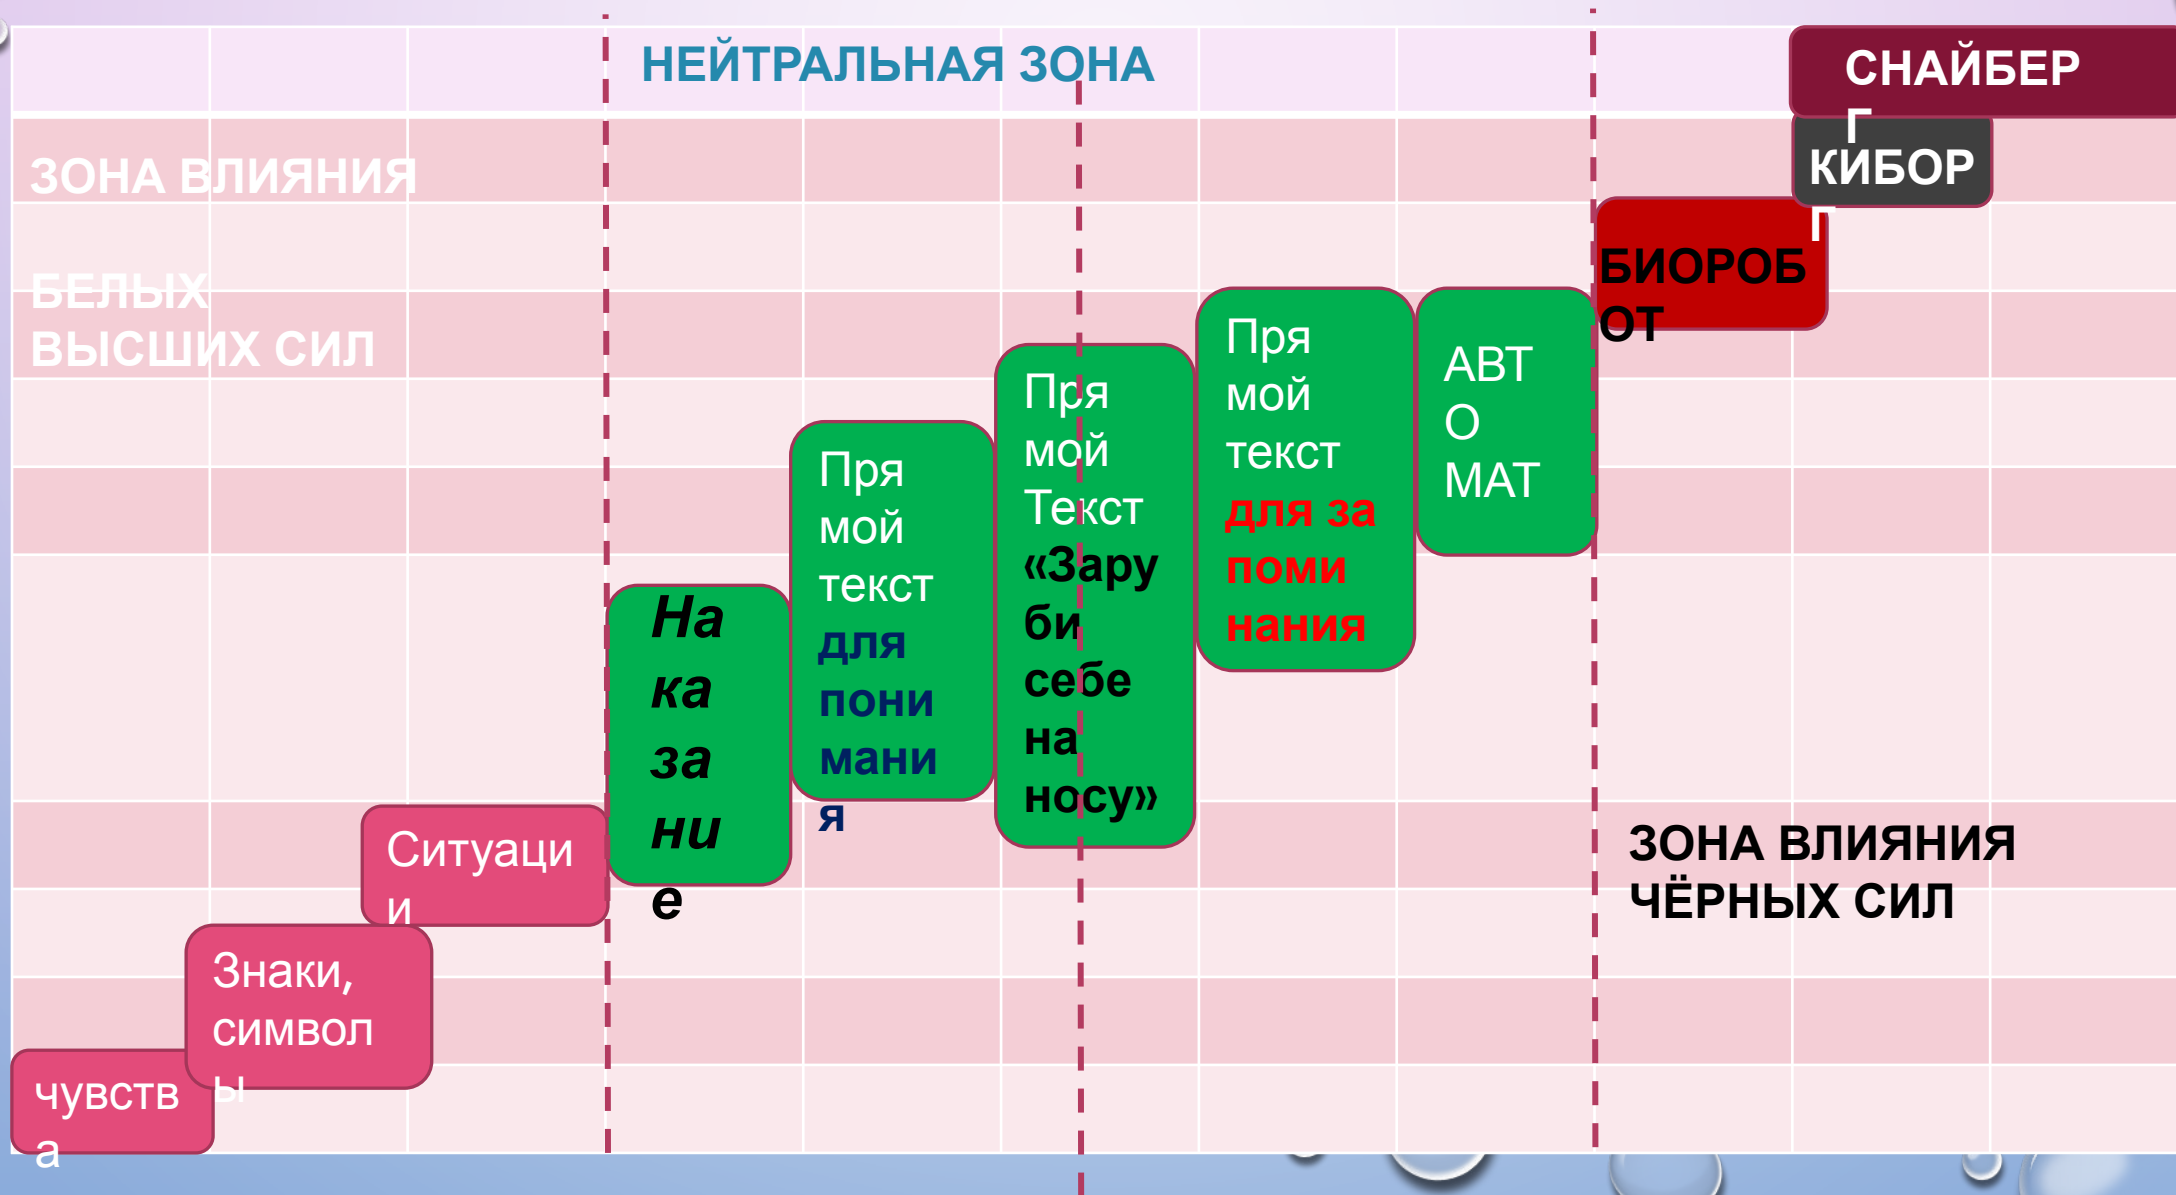 НЕЙТРАЛЬНАЯ ЗОНА
СНАЙБЕР
Г
КИБОР
Г
ЗОНА ВЛИЯНИЯ
БЕЛЫХ
ВЫСШИХ СИЛ
БИОРОБ
ОТ
АВТ
О
МАТ
Пря
мой
текст
для за
поми
нания
Пря
мой
Текст
«Зару
би
себе
на
носу»
Пря
мой
текст
для
пони
мани
я
На
ка
за
ни
е
Ситуаци
и
Знаки,
символ
ы
чувств
а
ЗОНА ВЛИЯНИЯ
ЧЁРНЫХ СИЛ